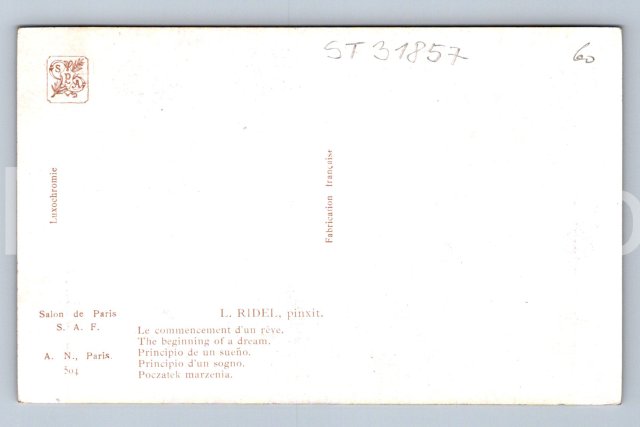 ST 31857
60
S P A
Luxochromie
Fabrication française
Salon de Paris
S. A. F.
A. N., Paris
504
L. RIDEL, pinxit.
Le commencement d'un rêve.
The beginning of a dream.
Principio de un sueño.
Principio d'un sogno.
Początek marzenia.